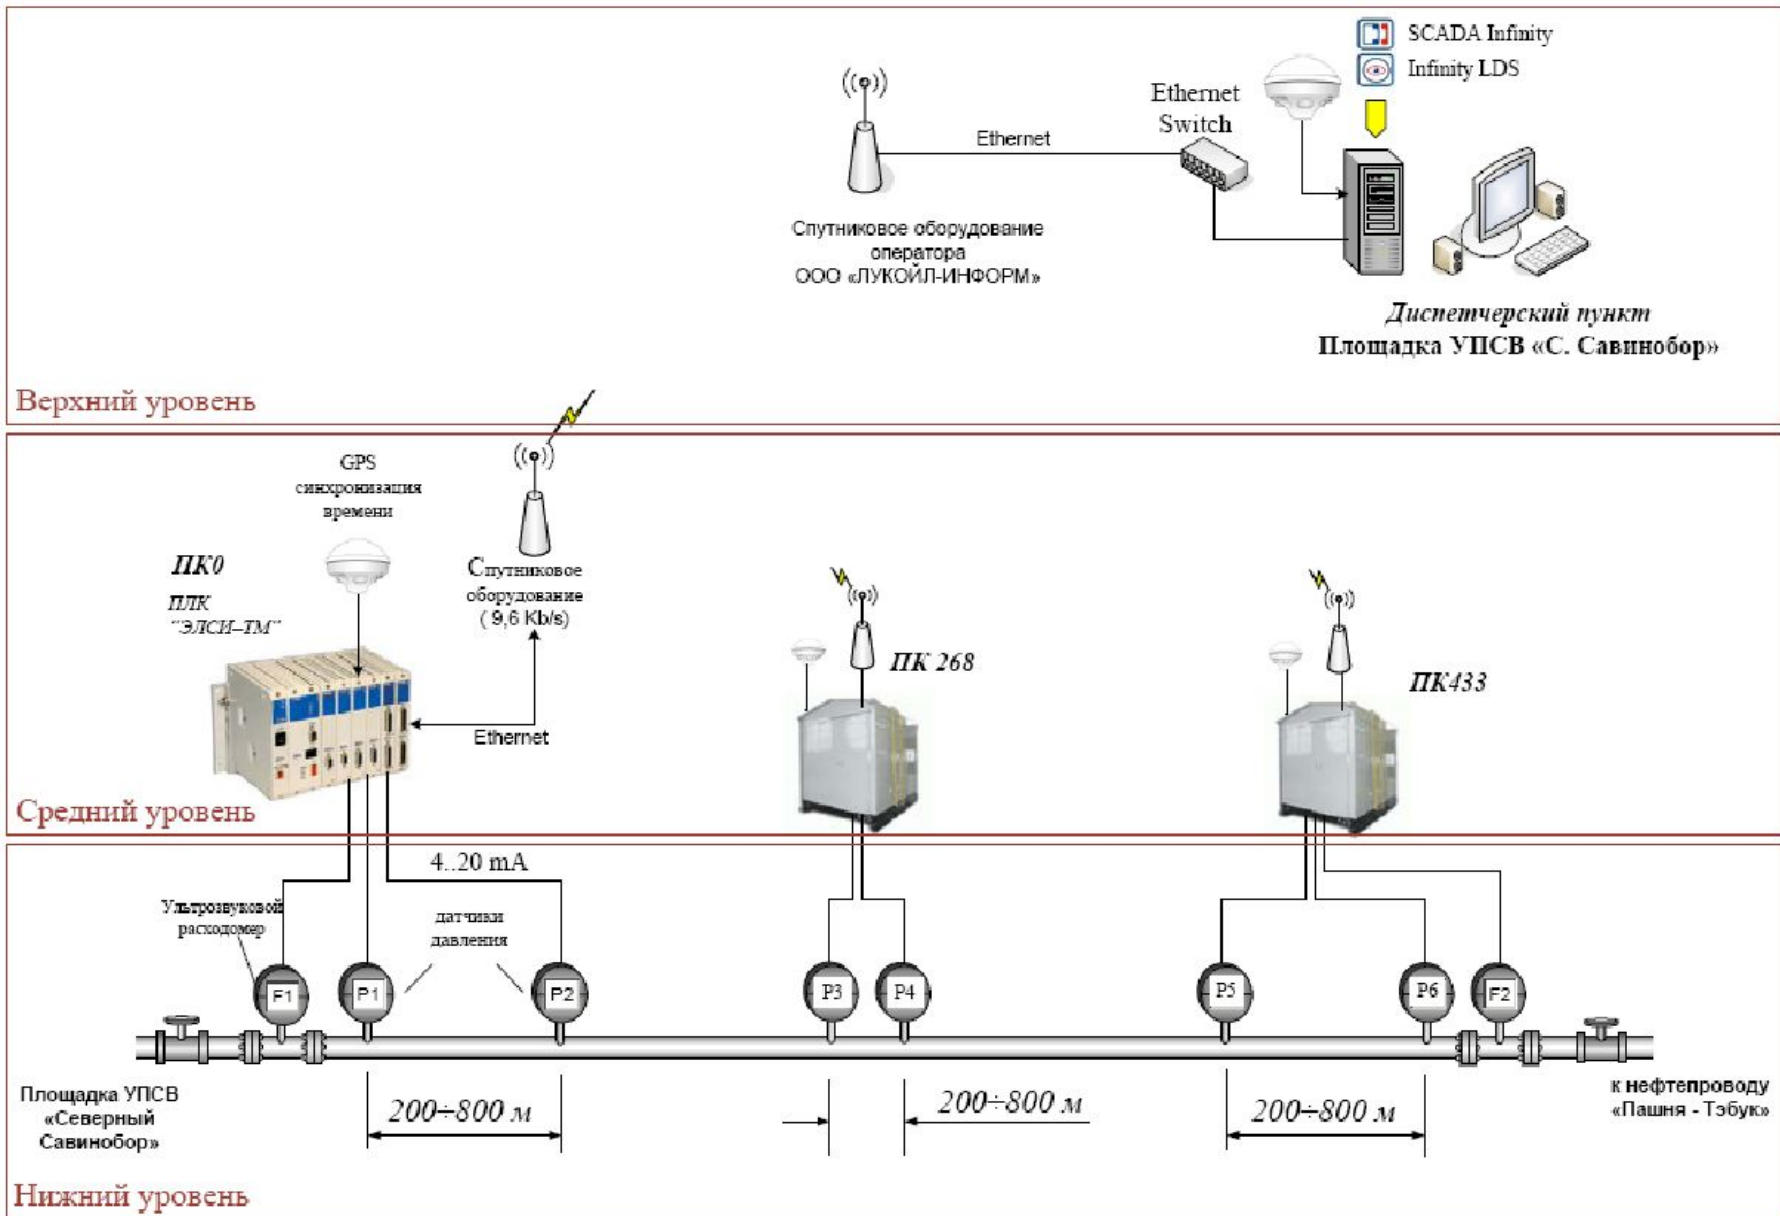 SCADA Infinity
Infinity LDS
Ethernet
Switch
Ethernet
Спутниковое оборудование
оператора
ООО «ЛУКОЙЛ-ИНФОРМ»
Диспетчерский пункт
Площадка УПСВ «С. Савинобор»
Верхний уровень
GPS
синхронизация
времени
ПК0
ПЛК
"ЭЛСИ–ТМ"
Спутниковое
оборудование
( 9,6 Kb/s)
Ethernet
ПК 268
ПК433
Средний уровень
4..20 mA
Ультрозвуковой
расходомер
датчики
давления
F1
P1
P2
P3
P4
P5
P6
F2
Площадка УПСВ
«Северный
Савинобор»
200÷800 м
200÷800 м
200÷800 м
к нефтепроводу
«Пашня - Тэбук»
Нижний уровень